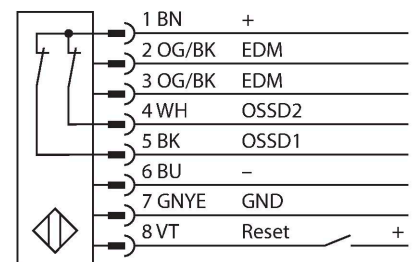 1 BN +
2 OG/BK EDM
3 OG/BK EDM
4 WH OSSD2
5 BK OSSD1
6 BU –
7 GNYE GND
8 VT Reset +